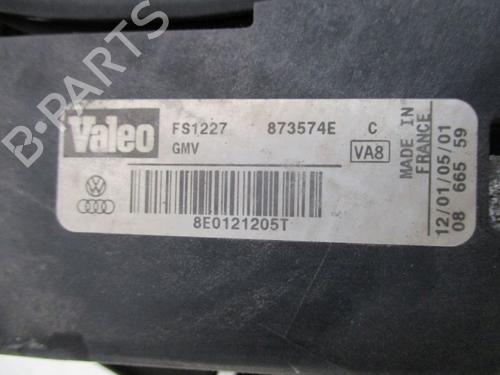 Valeo
FS1227 873574E C
GMV VA8
8E0121205T
MADE IN
FRANCE
12/01/05/01
08 665 59
B-PARTS